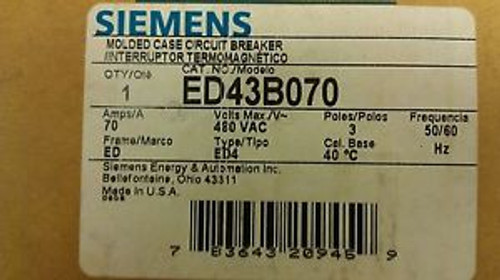 SIEMENS
MOLDED CASE CIRCUIT BREAKER
INTERRUPTOR TERMOMAGNÉTICO
QTY/Qté CAT. NO./Modelo
1 ED43B070
Amps/A Volts Max./V~ Poles/Polos Frequencia
70 480 VAC 3 50/60
Frame/Marco Type/Tipo Cal. Base Hz
ED ED4 40 °C
Siemens Energy & Automation Inc.
Bellefontaine, Ohio 43311
Made in U.S.A.
7 83643 20945 9